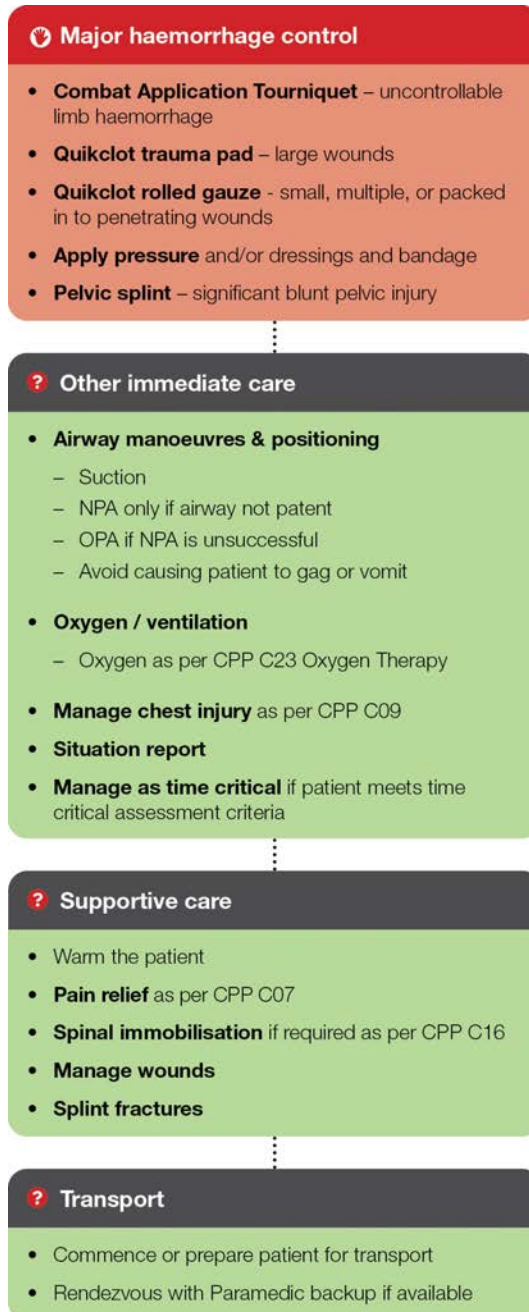 Major haemorrhage control
• Combat Application Tourniquet – uncontrollable
limb haemorrhage
• Quikclot trauma pad – large wounds
• Quikclot rolled gauze - small, multiple, or packed
in to penetrating wounds
• Apply pressure and/or dressings and bandage
• Pelvic splint – significant blunt pelvic injury
? Other immediate care
• Airway manoeuvres & positioning
– Suction
– NPA only if airway not patent
– OPA if NPA is unsuccessful
– Avoid causing patient to gag or vomit
• Oxygen / ventilation
– Oxygen as per CPP C23 Oxygen Therapy
• Manage chest injury as per CPP C09
• Situation report
• Manage as time critical if patient meets time
critical assessment criteria
? Supportive care
• Warm the patient
• Pain relief as per CPP C07
• Spinal immobilisation if required as per CPP C16
• Manage wounds
• Splint fractures
? Transport
• Commence or prepare patient for transport
• Rendezvous with Paramedic backup if available